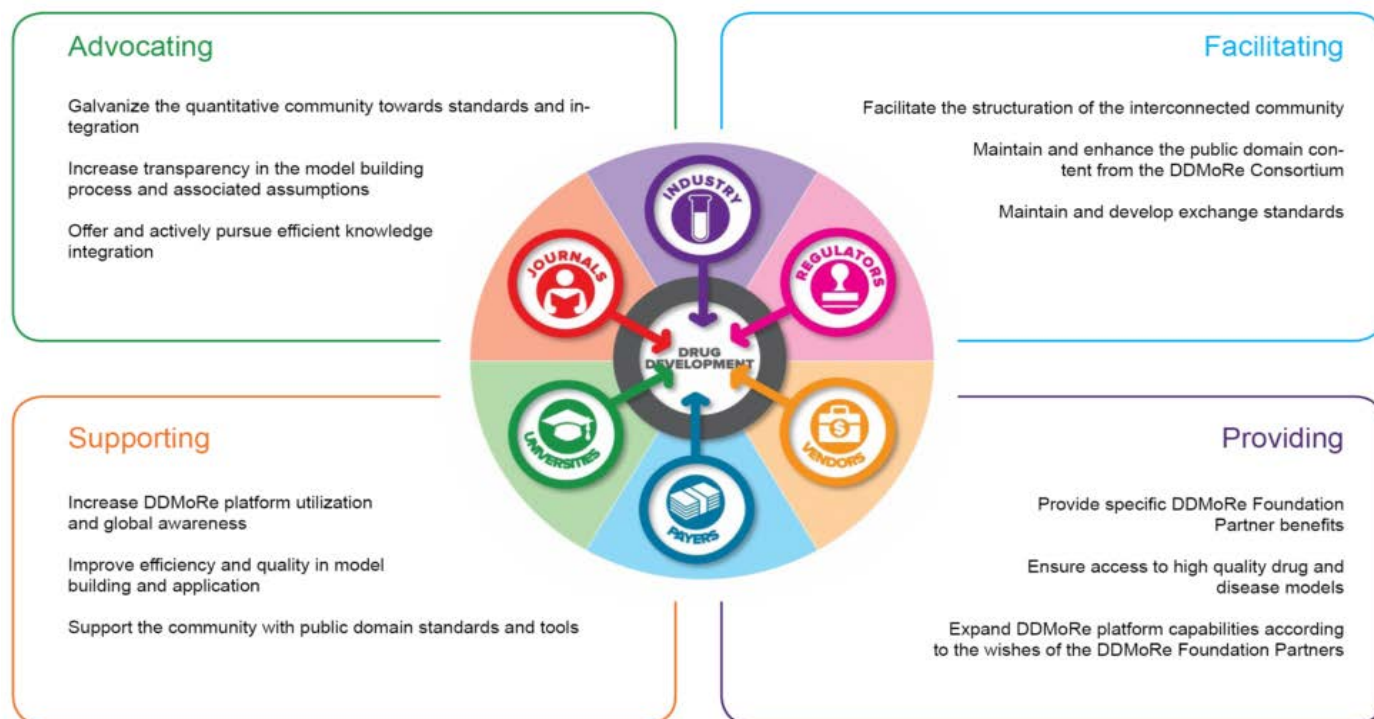 Advocating
Galvanize the quantitative community towards standards and in-
tegration
Increase transparency in the model building
process and associated assumptions
Offer and actively pursue efficient knowledge
integration
Facilitating
Facilitate the structuration of the interconnected community
Maintain and enhance the public domain con-
tent from the DDMoRe Consortium
Maintain and develop exchange standards
INDUSTRY
JOURNALS
REGULATORS
DRUG
DEVELOPMENT
UNIVERSITIES
VENDORS
$
PAYERS
Supporting
Increase DDMoRe platform utilization
and global awareness
Improve efficiency and quality in model
building and application
Support the community with public domain standards and tools
Providing
Provide specific DDMoRe Foundation
Partner benefits
Ensure access to high quality drug and
disease models
Expand DDMoRe platform capabilities according
to the wishes of the DDMoRe Foundation Partners